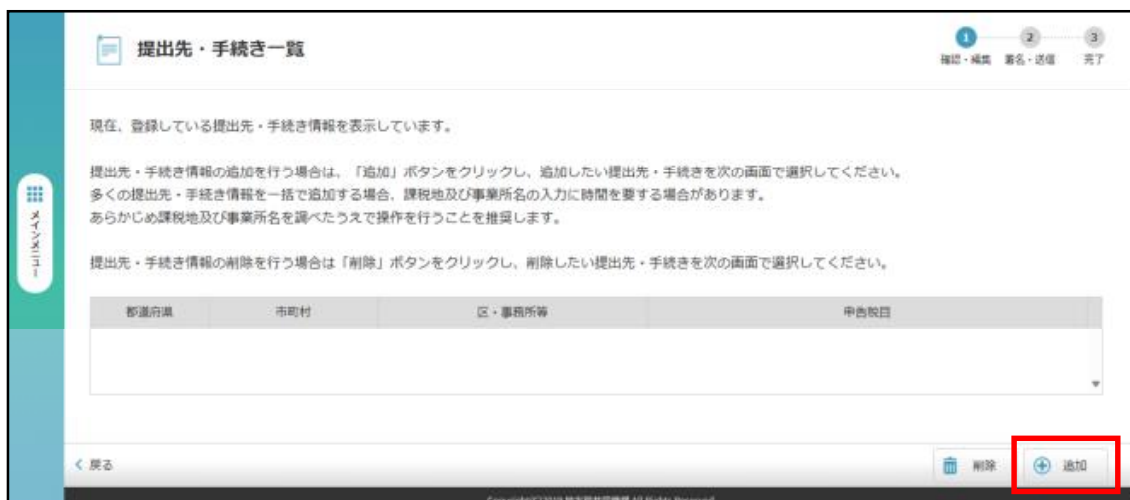 提出先・手続き一覧
1 2 3
確認・編集 署名・送信 完了
現在、登録している提出先・手続き情報を表示しています。
提出先・手続き情報の追加を行う場合は、「追加」ボタンをクリックし、追加したい提出先・手続きを次の画面で選択してください。
多くの提出先・手続き情報を一括で追加する場合、課税地及び事業所名の入力に時間を要する場合があります。
あらかじめ課税地及び事業所名を調べたうえで操作を行うことを推奨します。
メインメニュー
提出先・手続き情報の削除を行う場合は「削除」ボタンをクリックし、削除したい提出先・手続きを次の画面で選択してください。
都道府県 市町村 区・事務所等 申告税目
戻る 削除 追加